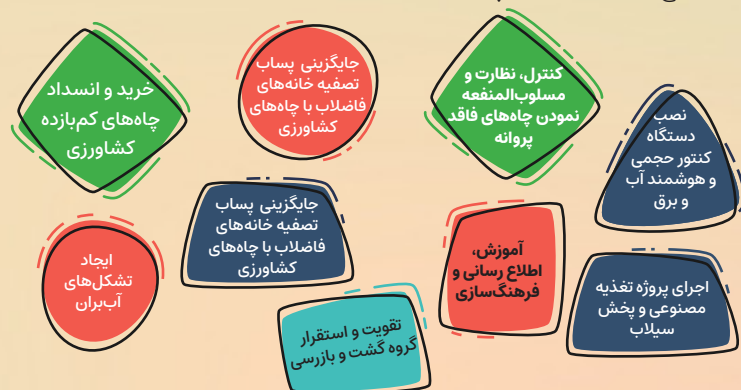 کنترل، نظارت و
مسلوب‌المنفعه
نمودن چاه‌های فاقد
پروانه
جایگزینی پساب
تصفیه خانه‌های
فاضلاب با چاه‌های
کشاورزی
خرید و انسداد
چاه‌های کم‌بازده
کشاورزی
نصب
دستگاه
کنتور حجمی
و هوشمند آب
و برق
آموزش،
اطلاع رسانی و
فرهنگ‌سازی
جایگزینی پساب
تصفیه خانه‌های
فاضلاب با چاه‌های
کشاورزی
ایجاد
تشکل‌های
آب‌بران
اجرای پروژه تغذیه
مصنوعی و پخش
سیلاب
تقویت و استقرار
گروه گشت و بازرسی